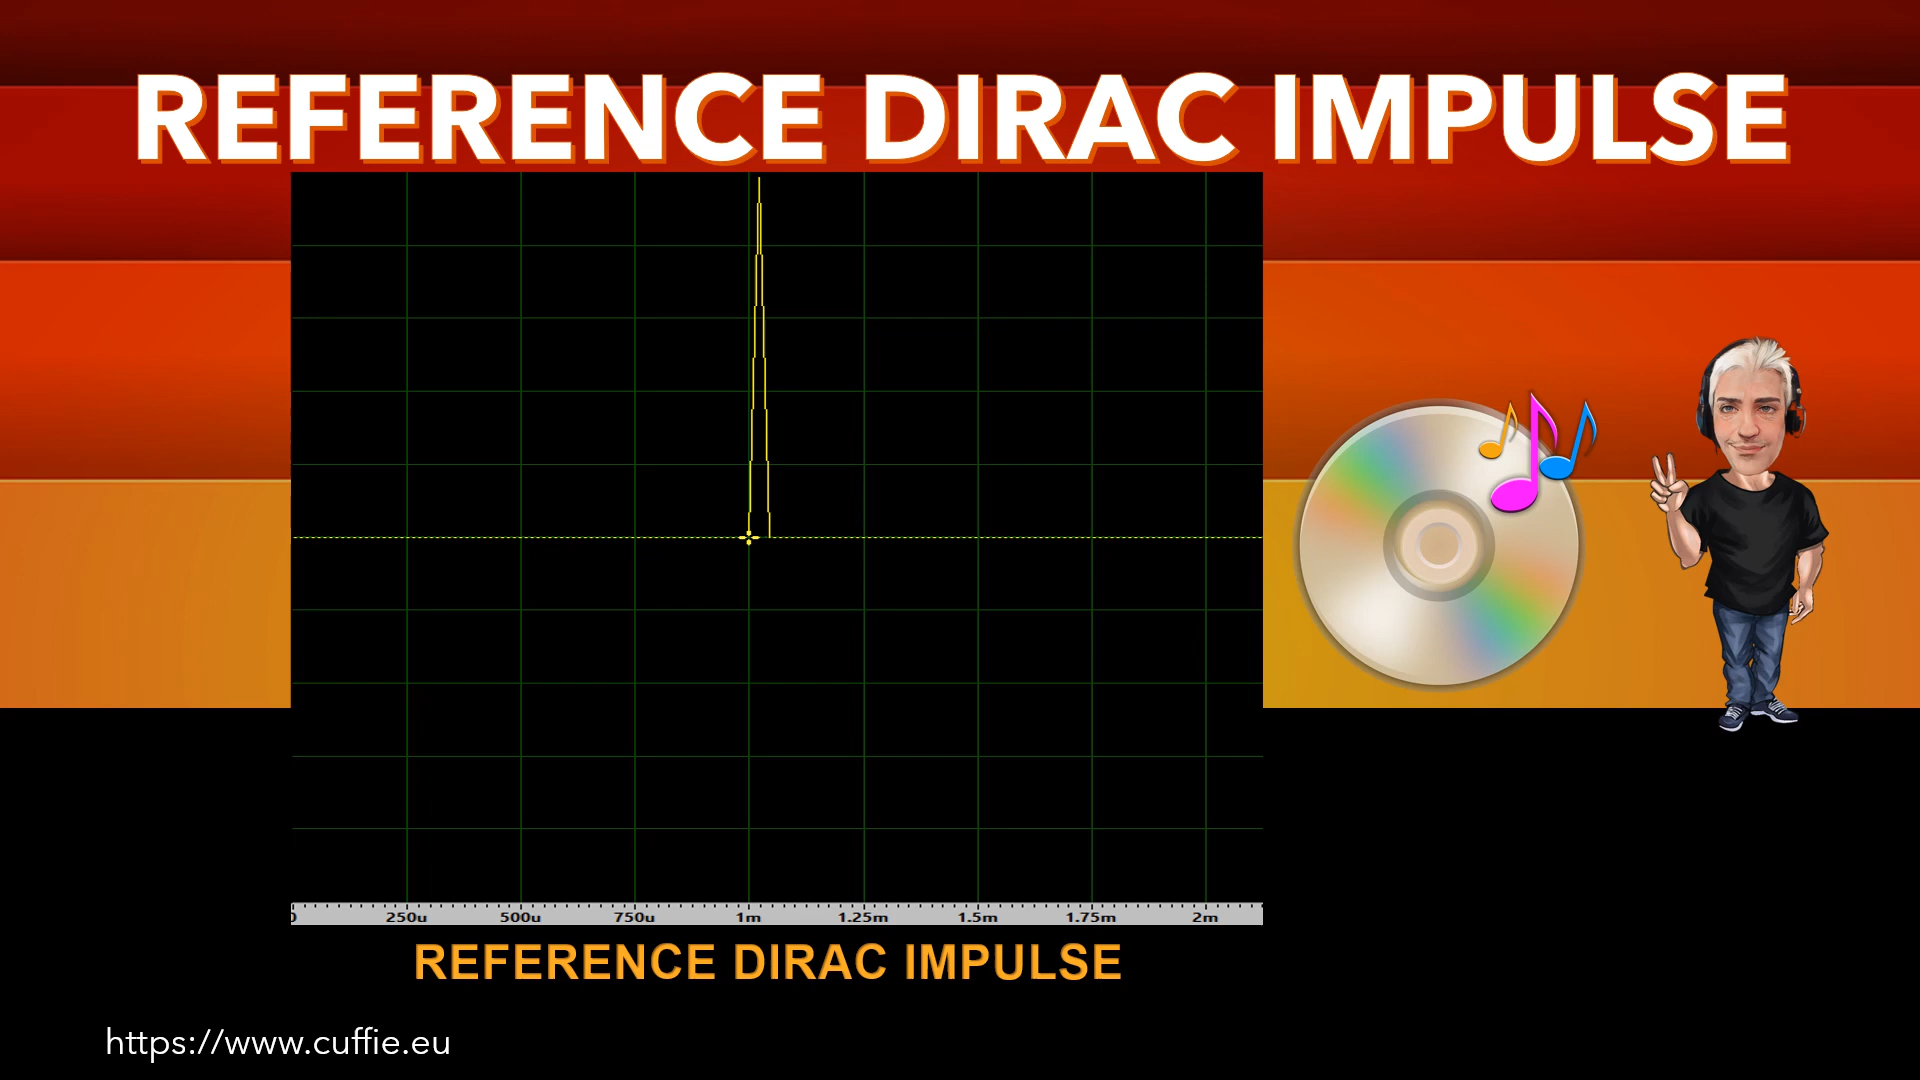 REFERENCE DIRAC IMPULSE
0 250u 500u 750u 1m 1.25m 1.5m 1.75m 2m
REFERENCE DIRAC IMPULSE
https://www.cuffie.eu